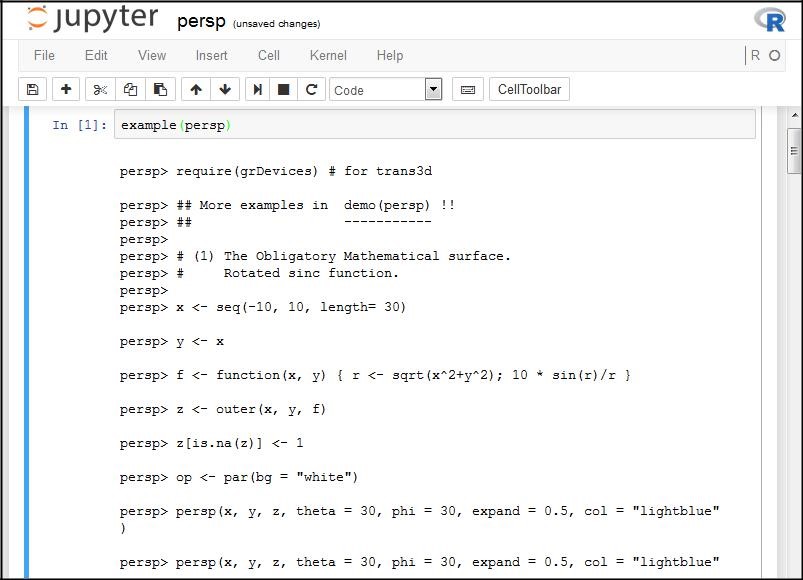 jupyter persp (unsaved changes) R
File Edit View Insert Cell Kernel Help R O
Code CellToolbar
In [1]: example(persp)
persp> require(grDevices) # for trans3d
persp> ## More examples in  demo(persp) !!
persp> ##                   -----------
persp>
persp> # (1) The Obligatory Mathematical surface.
persp> #     Rotated sinc function.
persp>
persp> x <- seq(-10, 10, length= 30)
persp> y <- x
persp> f <- function(x, y) { r <- sqrt(x^2+y^2); 10 * sin(r)/r }
persp> z <- outer(x, y, f)
persp> z[is.na(z)] <- 1
persp> op <- par(bg = "white")
persp> persp(x, y, z, theta = 30, phi = 30, expand = 0.5, col = "lightblue"
)
persp> persp(x, y, z, theta = 30, phi = 30, expand = 0.5, col = "lightblue"